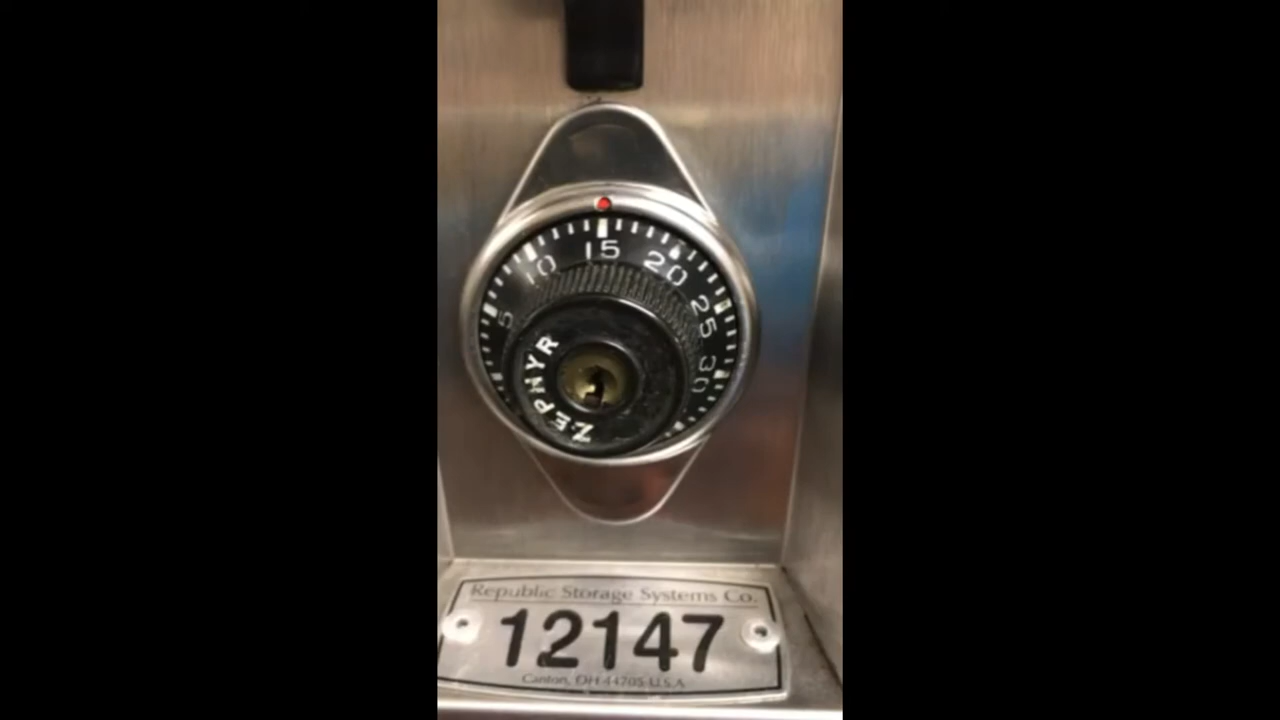 5 10 15 20 25 30
ZEPHYR
Republic Storage Systems Co.
12147
Canton, OH 44705 U.S.A.